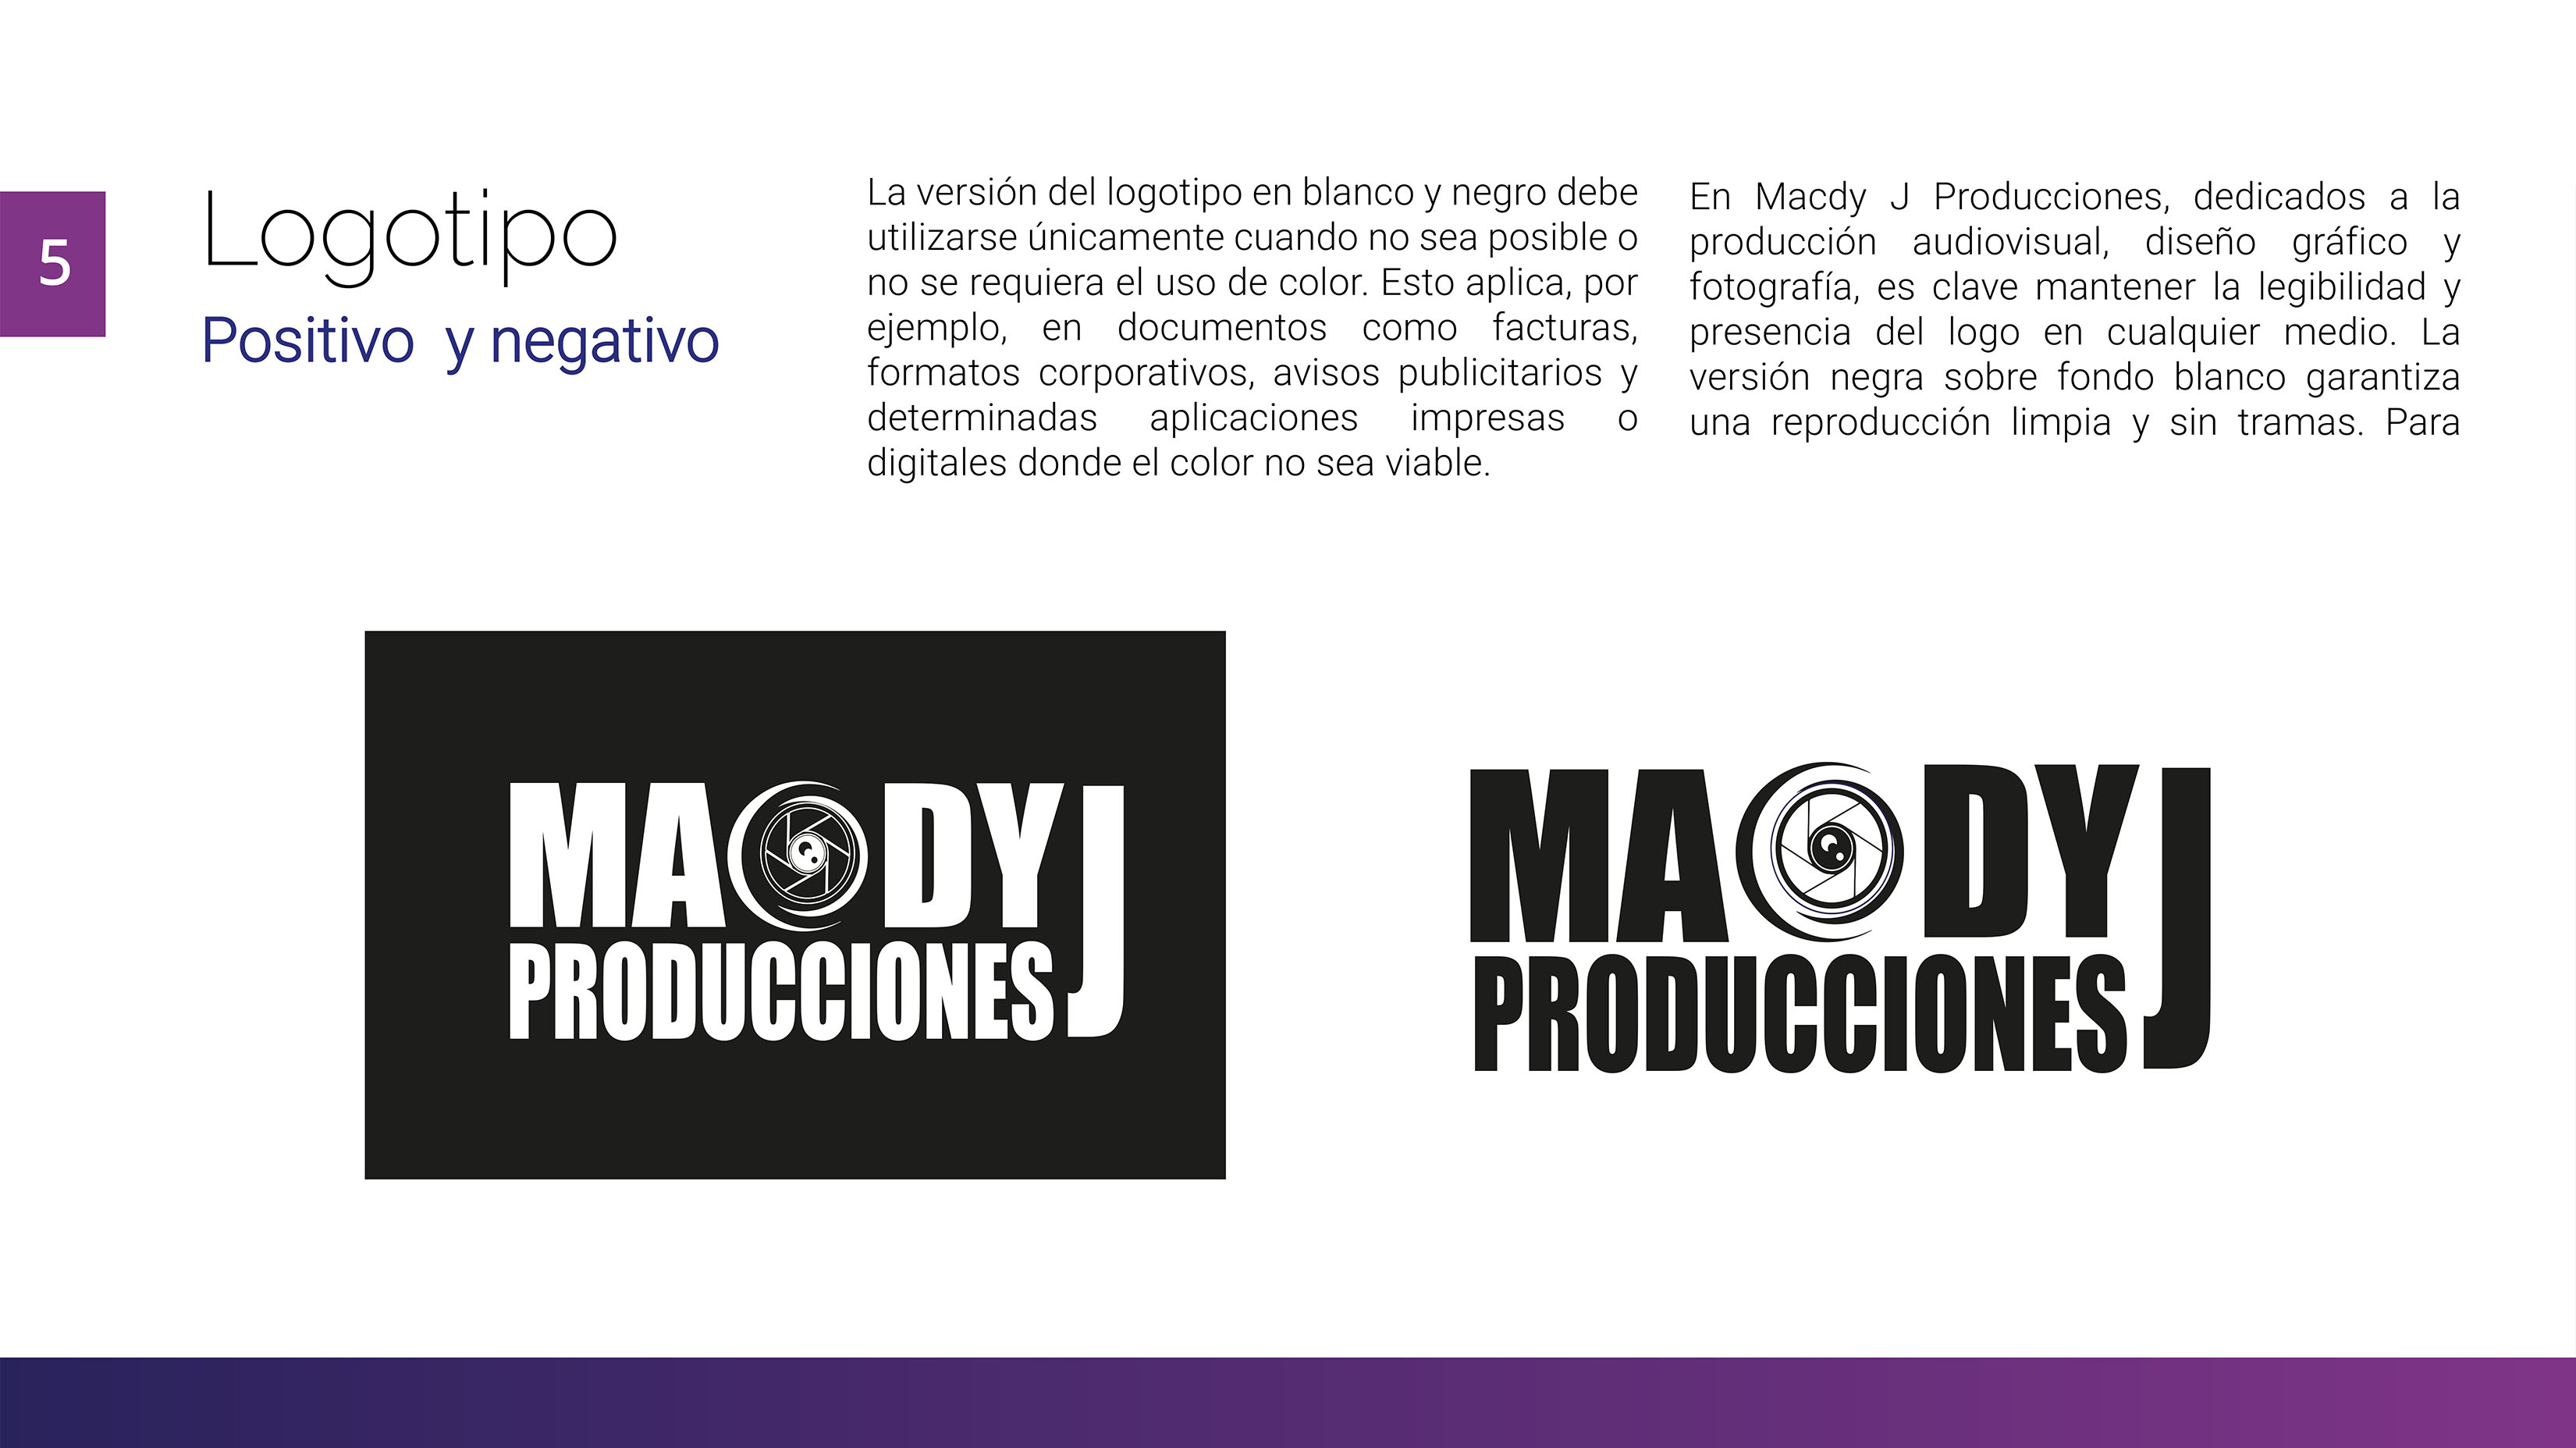 5
Logotipo
Positivo y negativo
La versión del logotipo en blanco y negro debe
utilizarse únicamente cuando no sea posible o
no se requiera el uso de color. Esto aplica, por
ejemplo, en documentos como facturas,
formatos corporativos, avisos publicitarios y
determinadas aplicaciones impresas o
digitales donde el color no sea viable.
En Macdy J Producciones, dedicados a la
producción audiovisual, diseño gráfico y
fotografía, es clave mantener la legibilidad y
presencia del logo en cualquier medio. La
versión negra sobre fondo blanco garantiza
una reproducción limpia y sin tramas. Para
MACDY J
PRODUCCIONES
MACDY J
PRODUCCIONES